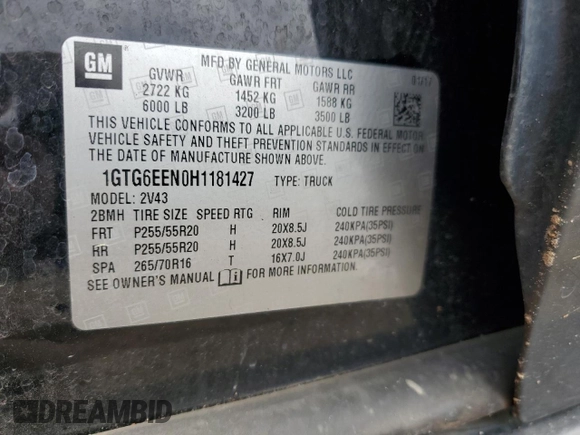 GM
MFD BY GENERAL MOTORS LLC
GVWR GAWR FRT GAWR RR
2722 KG 1452 KG 1588 KG
6000 LB 3200 LB 3500 LB
THIS VEHICLE CONFORMS TO ALL APPLICABLE U.S. FEDERAL MOTOR
VEHICLE SAFETY AND THEFT PREVENTION STANDARDS IN EFFECT ON
THE DATE OF MANUFACTURE SHOWN ABOVE.
1GTG6EEN0H1181427 TYPE: TRUCK
MODEL: 2V43
2BMH TIRE SIZE SPEED RTG RIM COLD TIRE PRESSURE
FRT P255/55R20 H 20X8.5J 240KPA(35PSI)
RR P255/55R20 H 20X8.5J 240KPA(35PSI)
SPA 265/70R16 T 16X7.0J 240KPA(35PSI)
SEE OWNER'S MANUAL FOR MORE INFORMATION.
DREAMBID